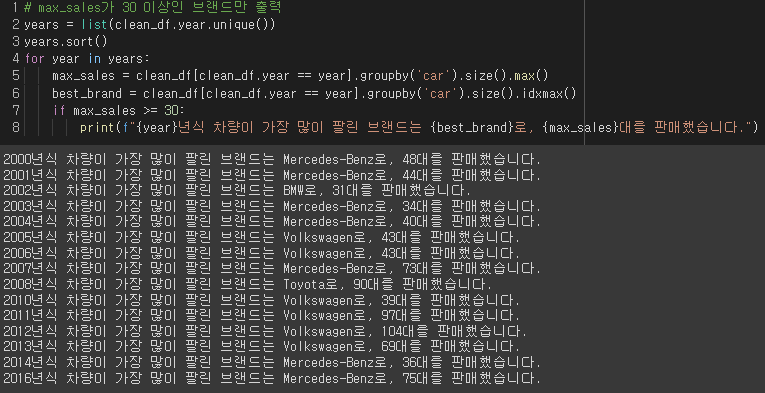 1 # max_sales가 30 이상인 브랜드만 출력
2 years = list(clean_df.year.unique())
3 years.sort()
4 for year in years:
5     max_sales = clean_df[clean_df.year == year].groupby('car').size().max()
6     best_brand = clean_df[clean_df.year == year].groupby('car').size().idxmax()
7     if max_sales >= 30:
8         print(f"{year}년식 차량이 가장 많이 팔린 브랜드는 {best_brand}로, {max_sales}대를 판매했습니다.")
2000년식 차량이 가장 많이 팔린 브랜드는 Mercedes-Benz로, 48대를 판매했습니다.
2001년식 차량이 가장 많이 팔린 브랜드는 Mercedes-Benz로, 44대를 판매했습니다.
2002년식 차량이 가장 많이 팔린 브랜드는 BMW로, 31대를 판매했습니다.
2003년식 차량이 가장 많이 팔린 브랜드는 Mercedes-Benz로, 34대를 판매했습니다.
2004년식 차량이 가장 많이 팔린 브랜드는 Mercedes-Benz로, 40대를 판매했습니다.
2005년식 차량이 가장 많이 팔린 브랜드는 Volkswagen로, 43대를 판매했습니다.
2006년식 차량이 가장 많이 팔린 브랜드는 Volkswagen로, 43대를 판매했습니다.
2007년식 차량이 가장 많이 팔린 브랜드는 Mercedes-Benz로, 73대를 판매했습니다.
2008년식 차량이 가장 많이 팔린 브랜드는 Toyota로, 90대를 판매했습니다.
2010년식 차량이 가장 많이 팔린 브랜드는 Volkswagen로, 39대를 판매했습니다.
2011년식 차량이 가장 많이 팔린 브랜드는 Volkswagen로, 97대를 판매했습니다.
2012년식 차량이 가장 많이 팔린 브랜드는 Volkswagen로, 104대를 판매했습니다.
2013년식 차량이 가장 많이 팔린 브랜드는 Volkswagen로, 69대를 판매했습니다.
2014년식 차량이 가장 많이 팔린 브랜드는 Mercedes-Benz로, 36대를 판매했습니다.
2016년식 차량이 가장 많이 팔린 브랜드는 Mercedes-Benz로, 75대를 판매했습니다.